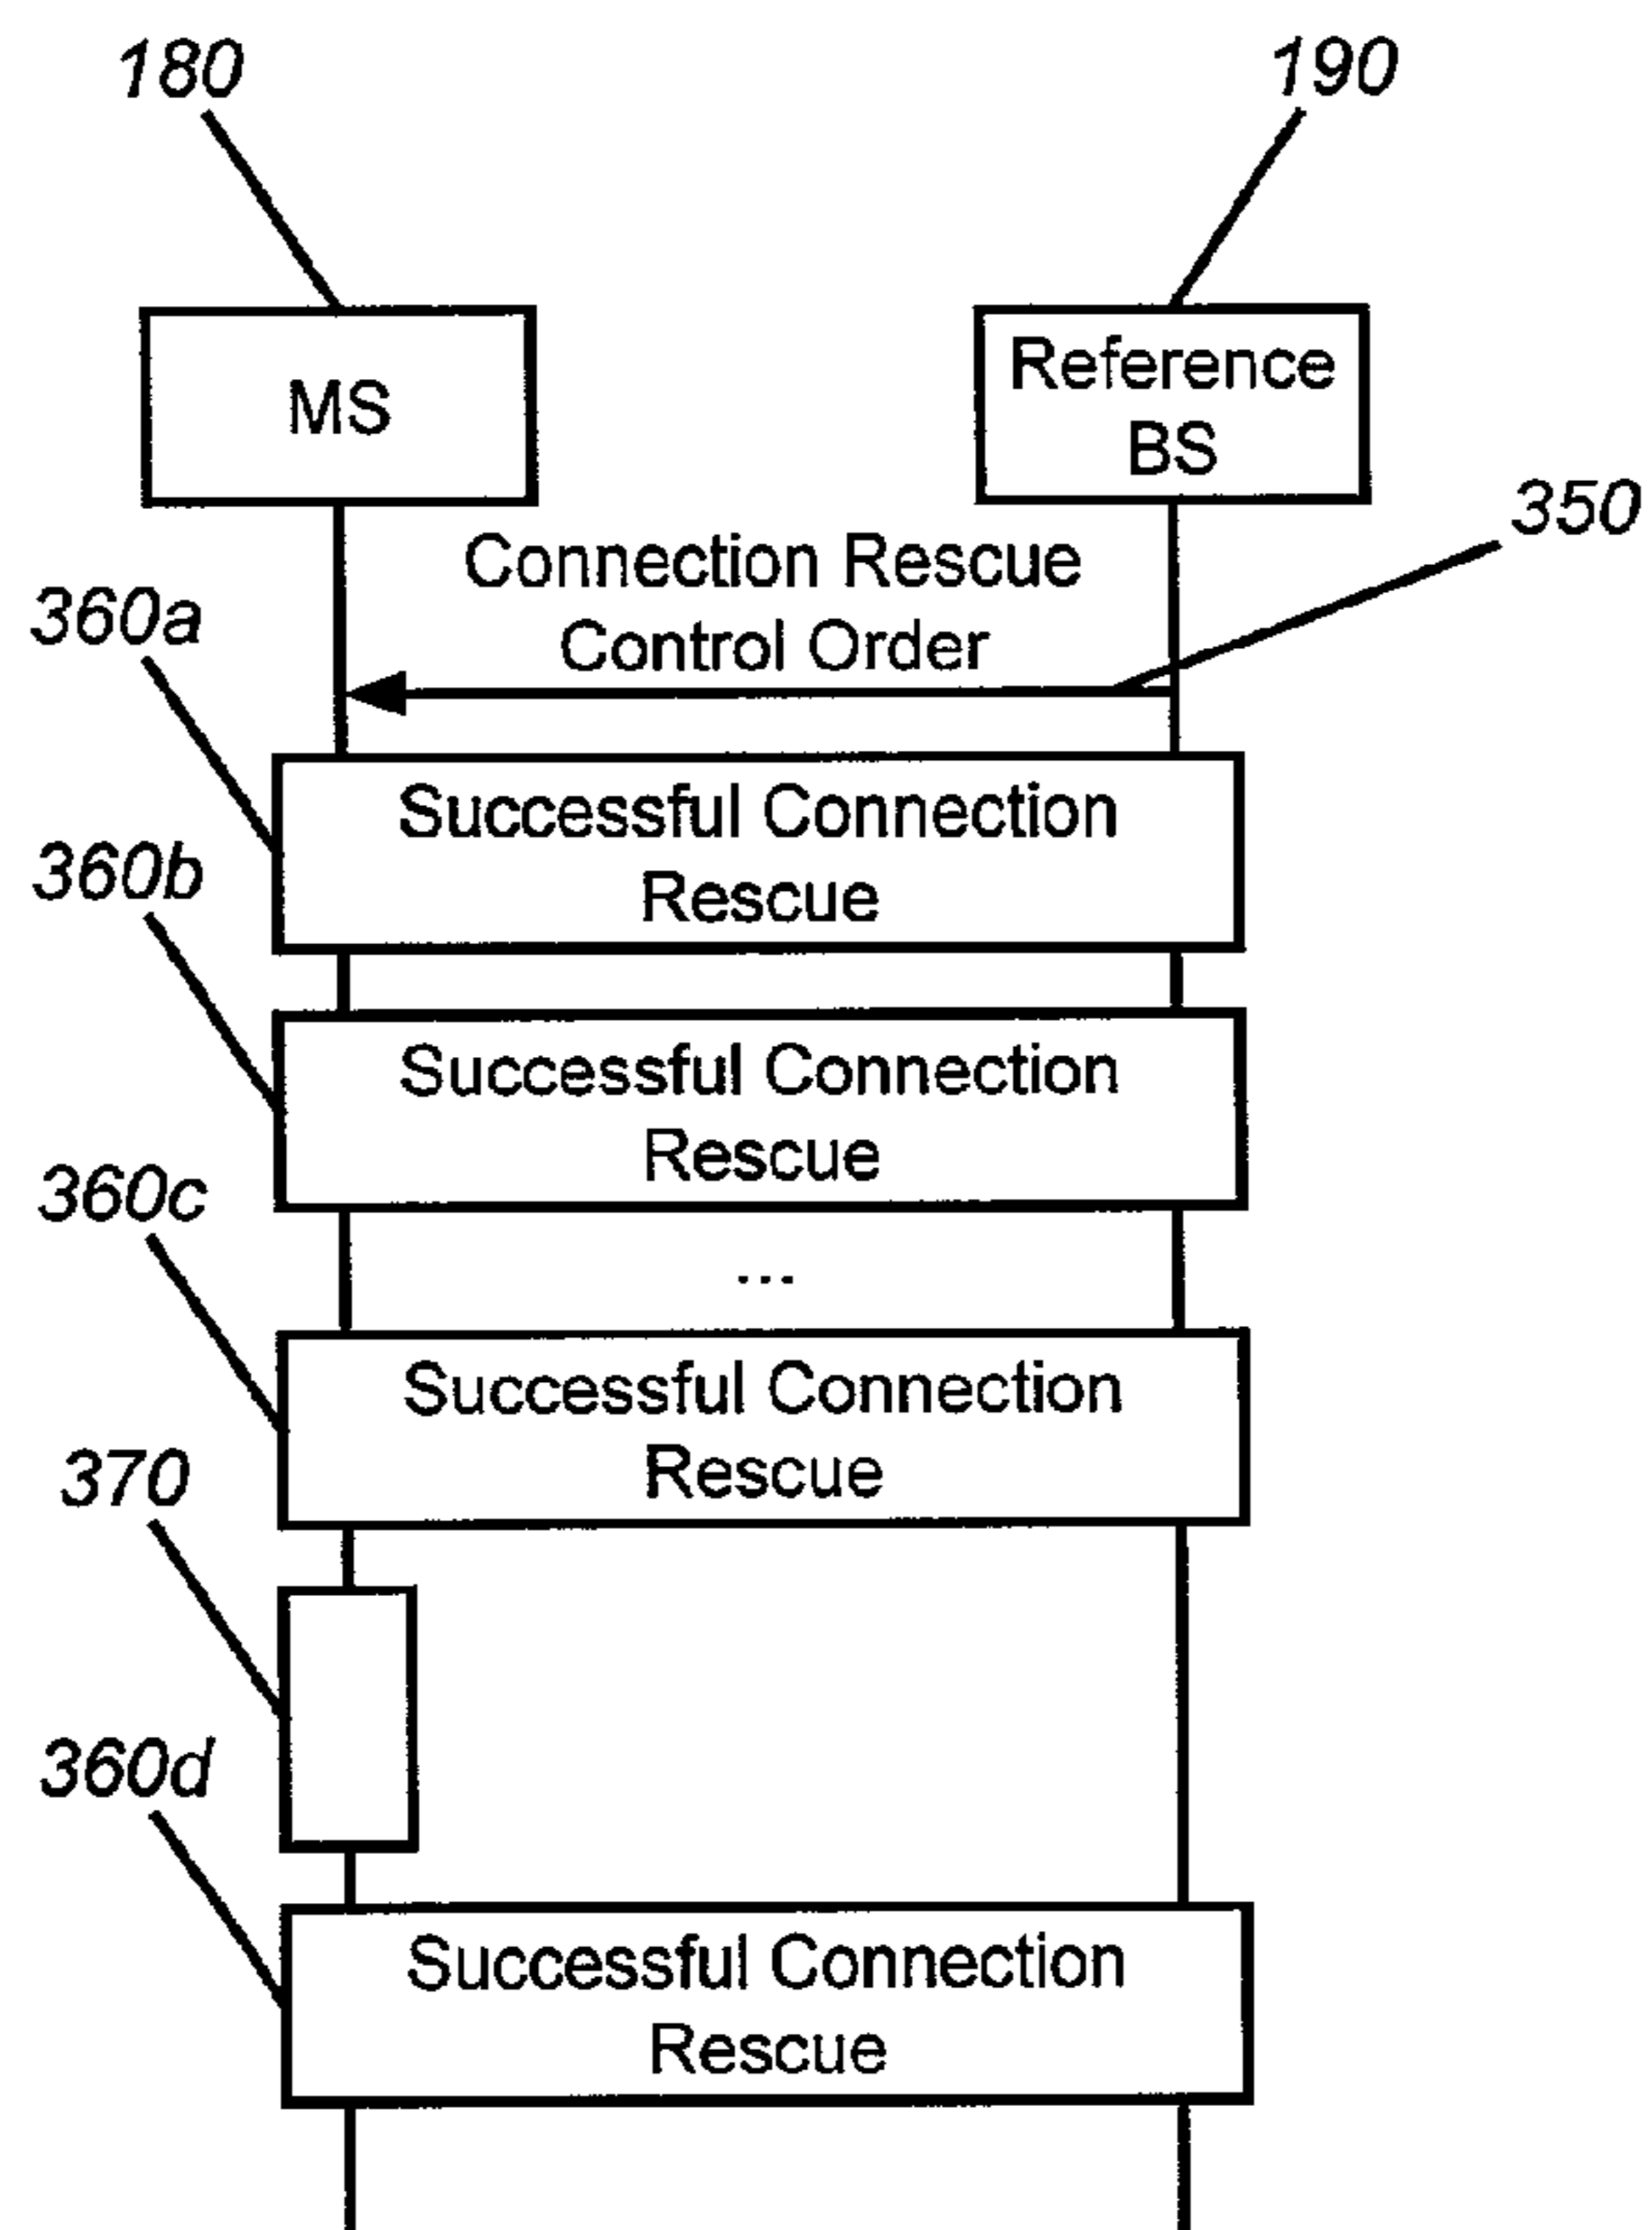 180
190
MS
Reference
BS
350
Connection Rescue
Control Order
360a
Successful Connection
Rescue
360b
Successful Connection
Rescue
360c
...
Successful Connection
Rescue
370
360d
Successful Connection
Rescue